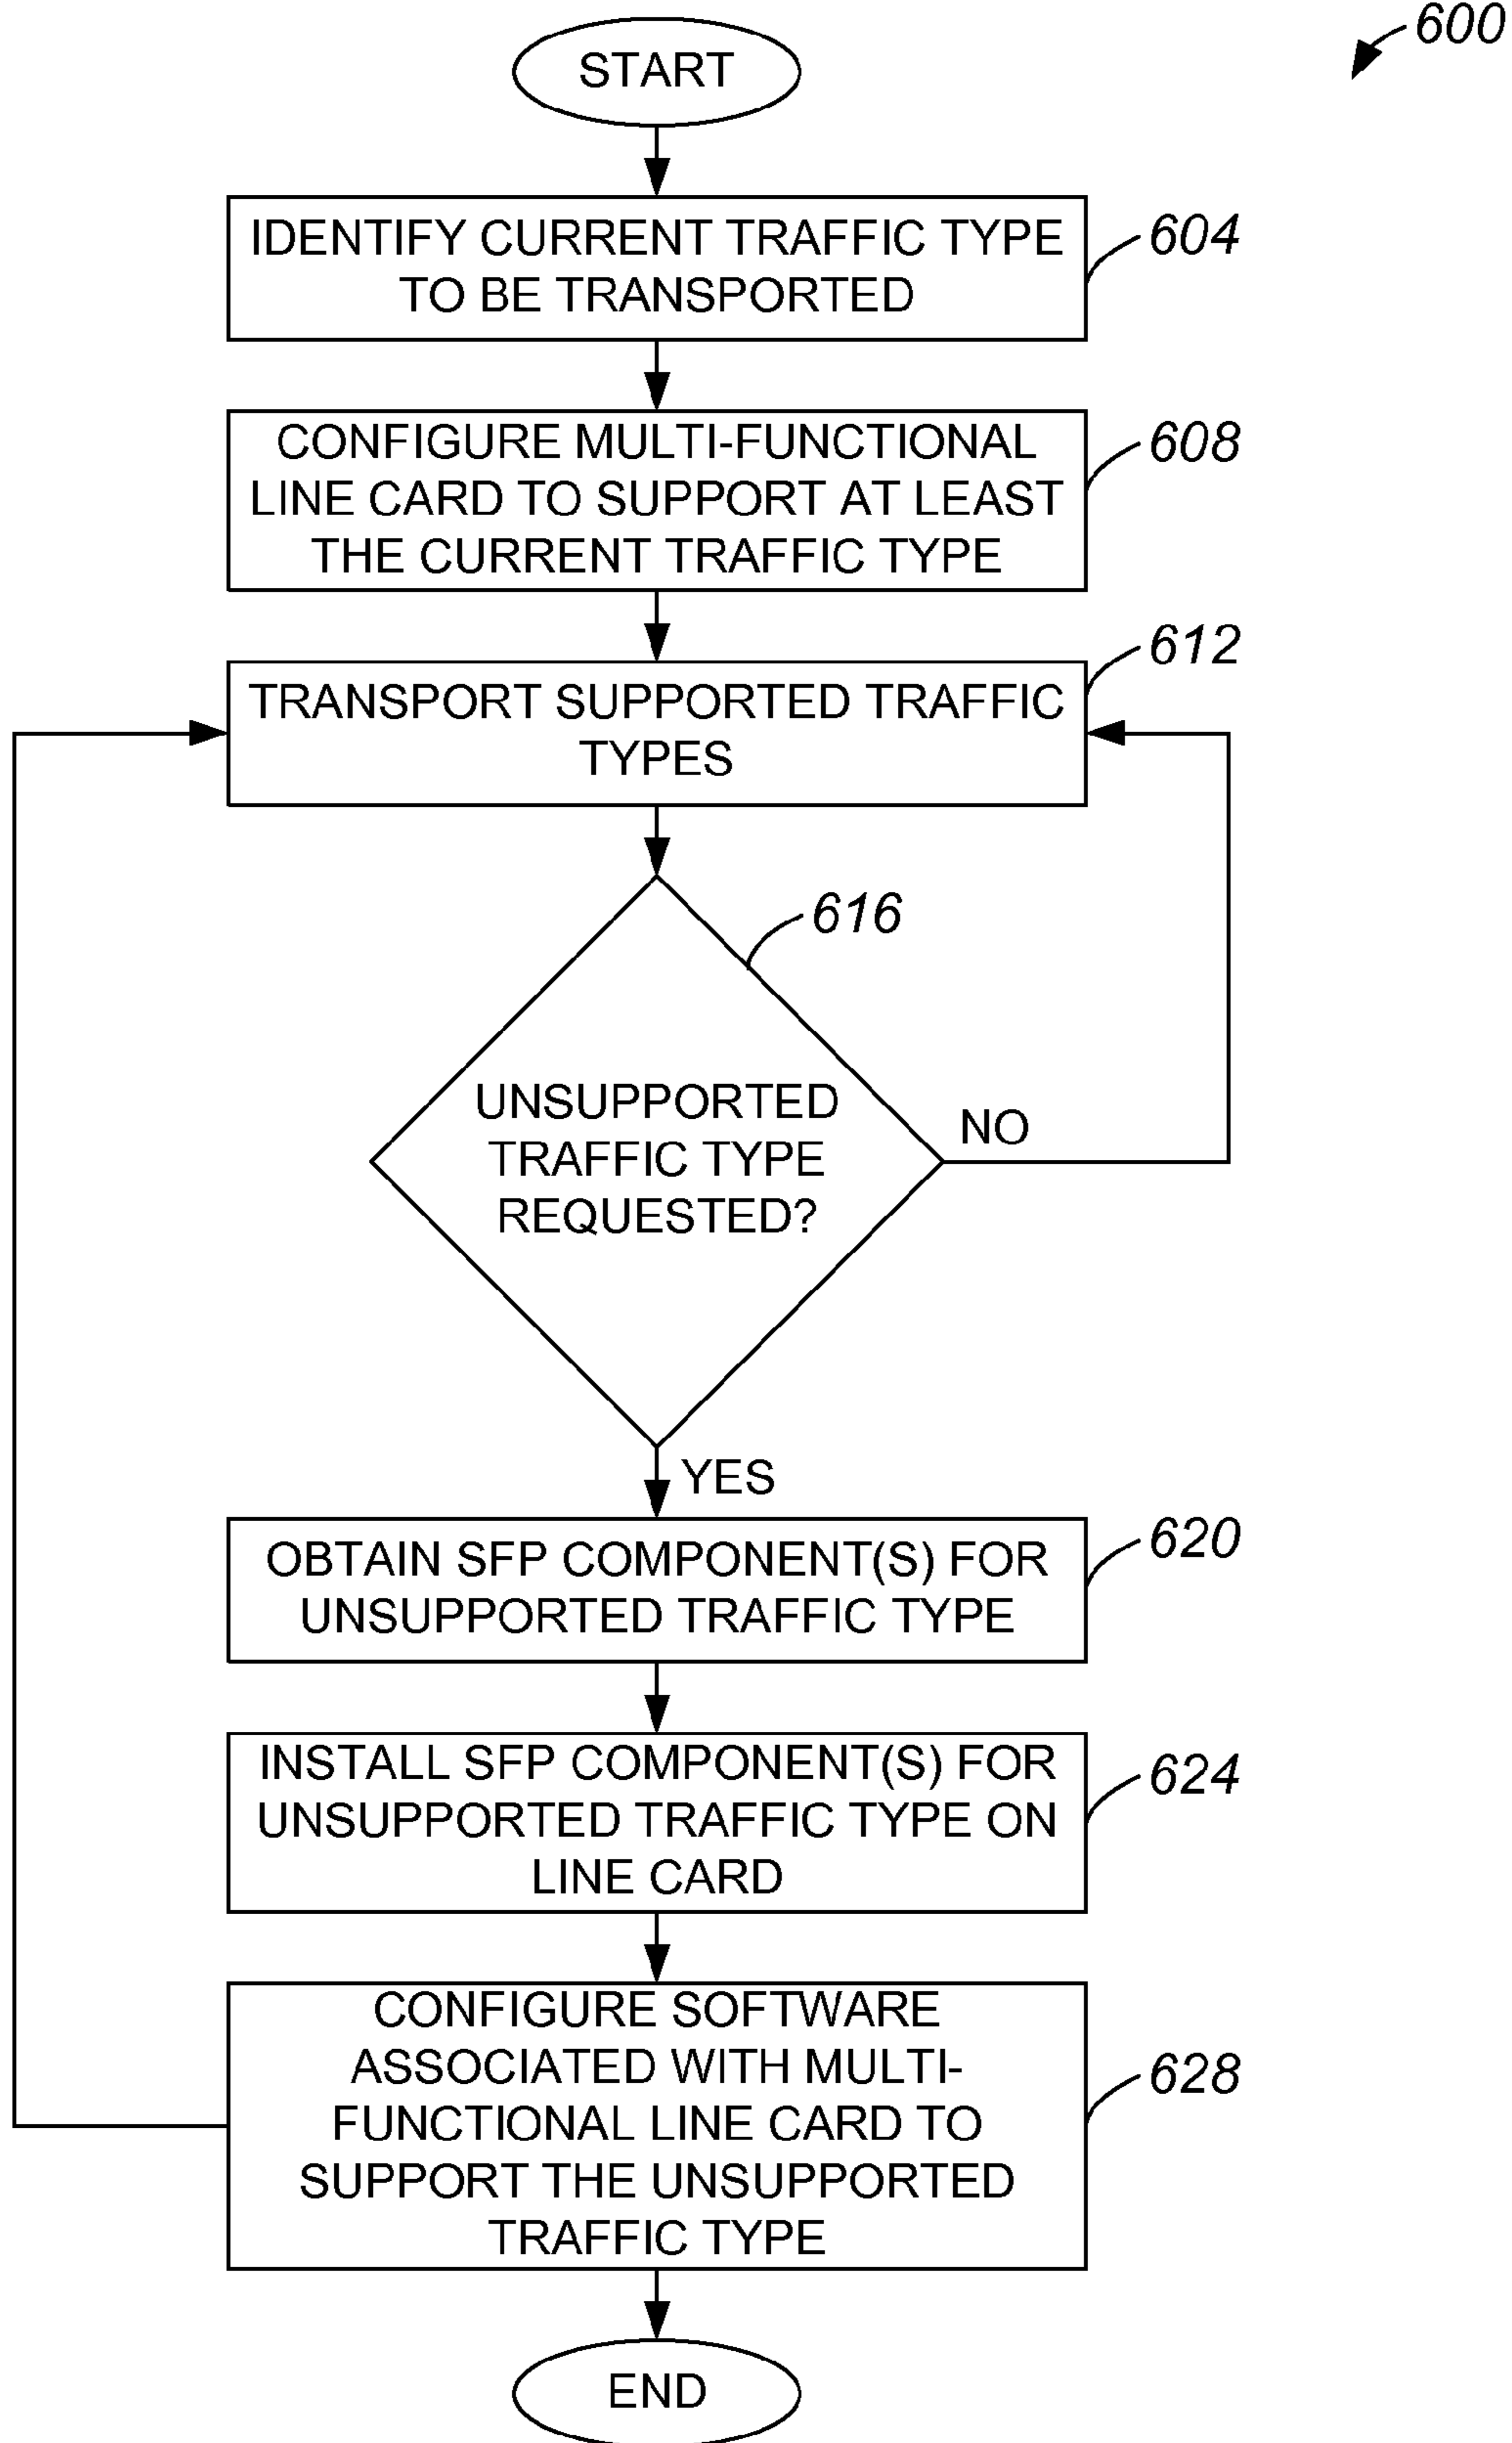 600
START
IDENTIFY CURRENT TRAFFIC TYPE
TO BE TRANSPORTED
604
CONFIGURE MULTI-FUNCTIONAL
LINE CARD TO SUPPORT AT LEAST
THE CURRENT TRAFFIC TYPE
608
TRANSPORT SUPPORTED TRAFFIC
TYPES
612
616
UNSUPPORTED
TRAFFIC TYPE
REQUESTED?
NO
YES
OBTAIN SFP COMPONENT(S) FOR
UNSUPPORTED TRAFFIC TYPE
620
INSTALL SFP COMPONENT(S) FOR
UNSUPPORTED TRAFFIC TYPE ON
LINE CARD
624
CONFIGURE SOFTWARE
ASSOCIATED WITH MULTI-
FUNCTIONAL LINE CARD TO
SUPPORT THE UNSUPPORTED
TRAFFIC TYPE
628
END